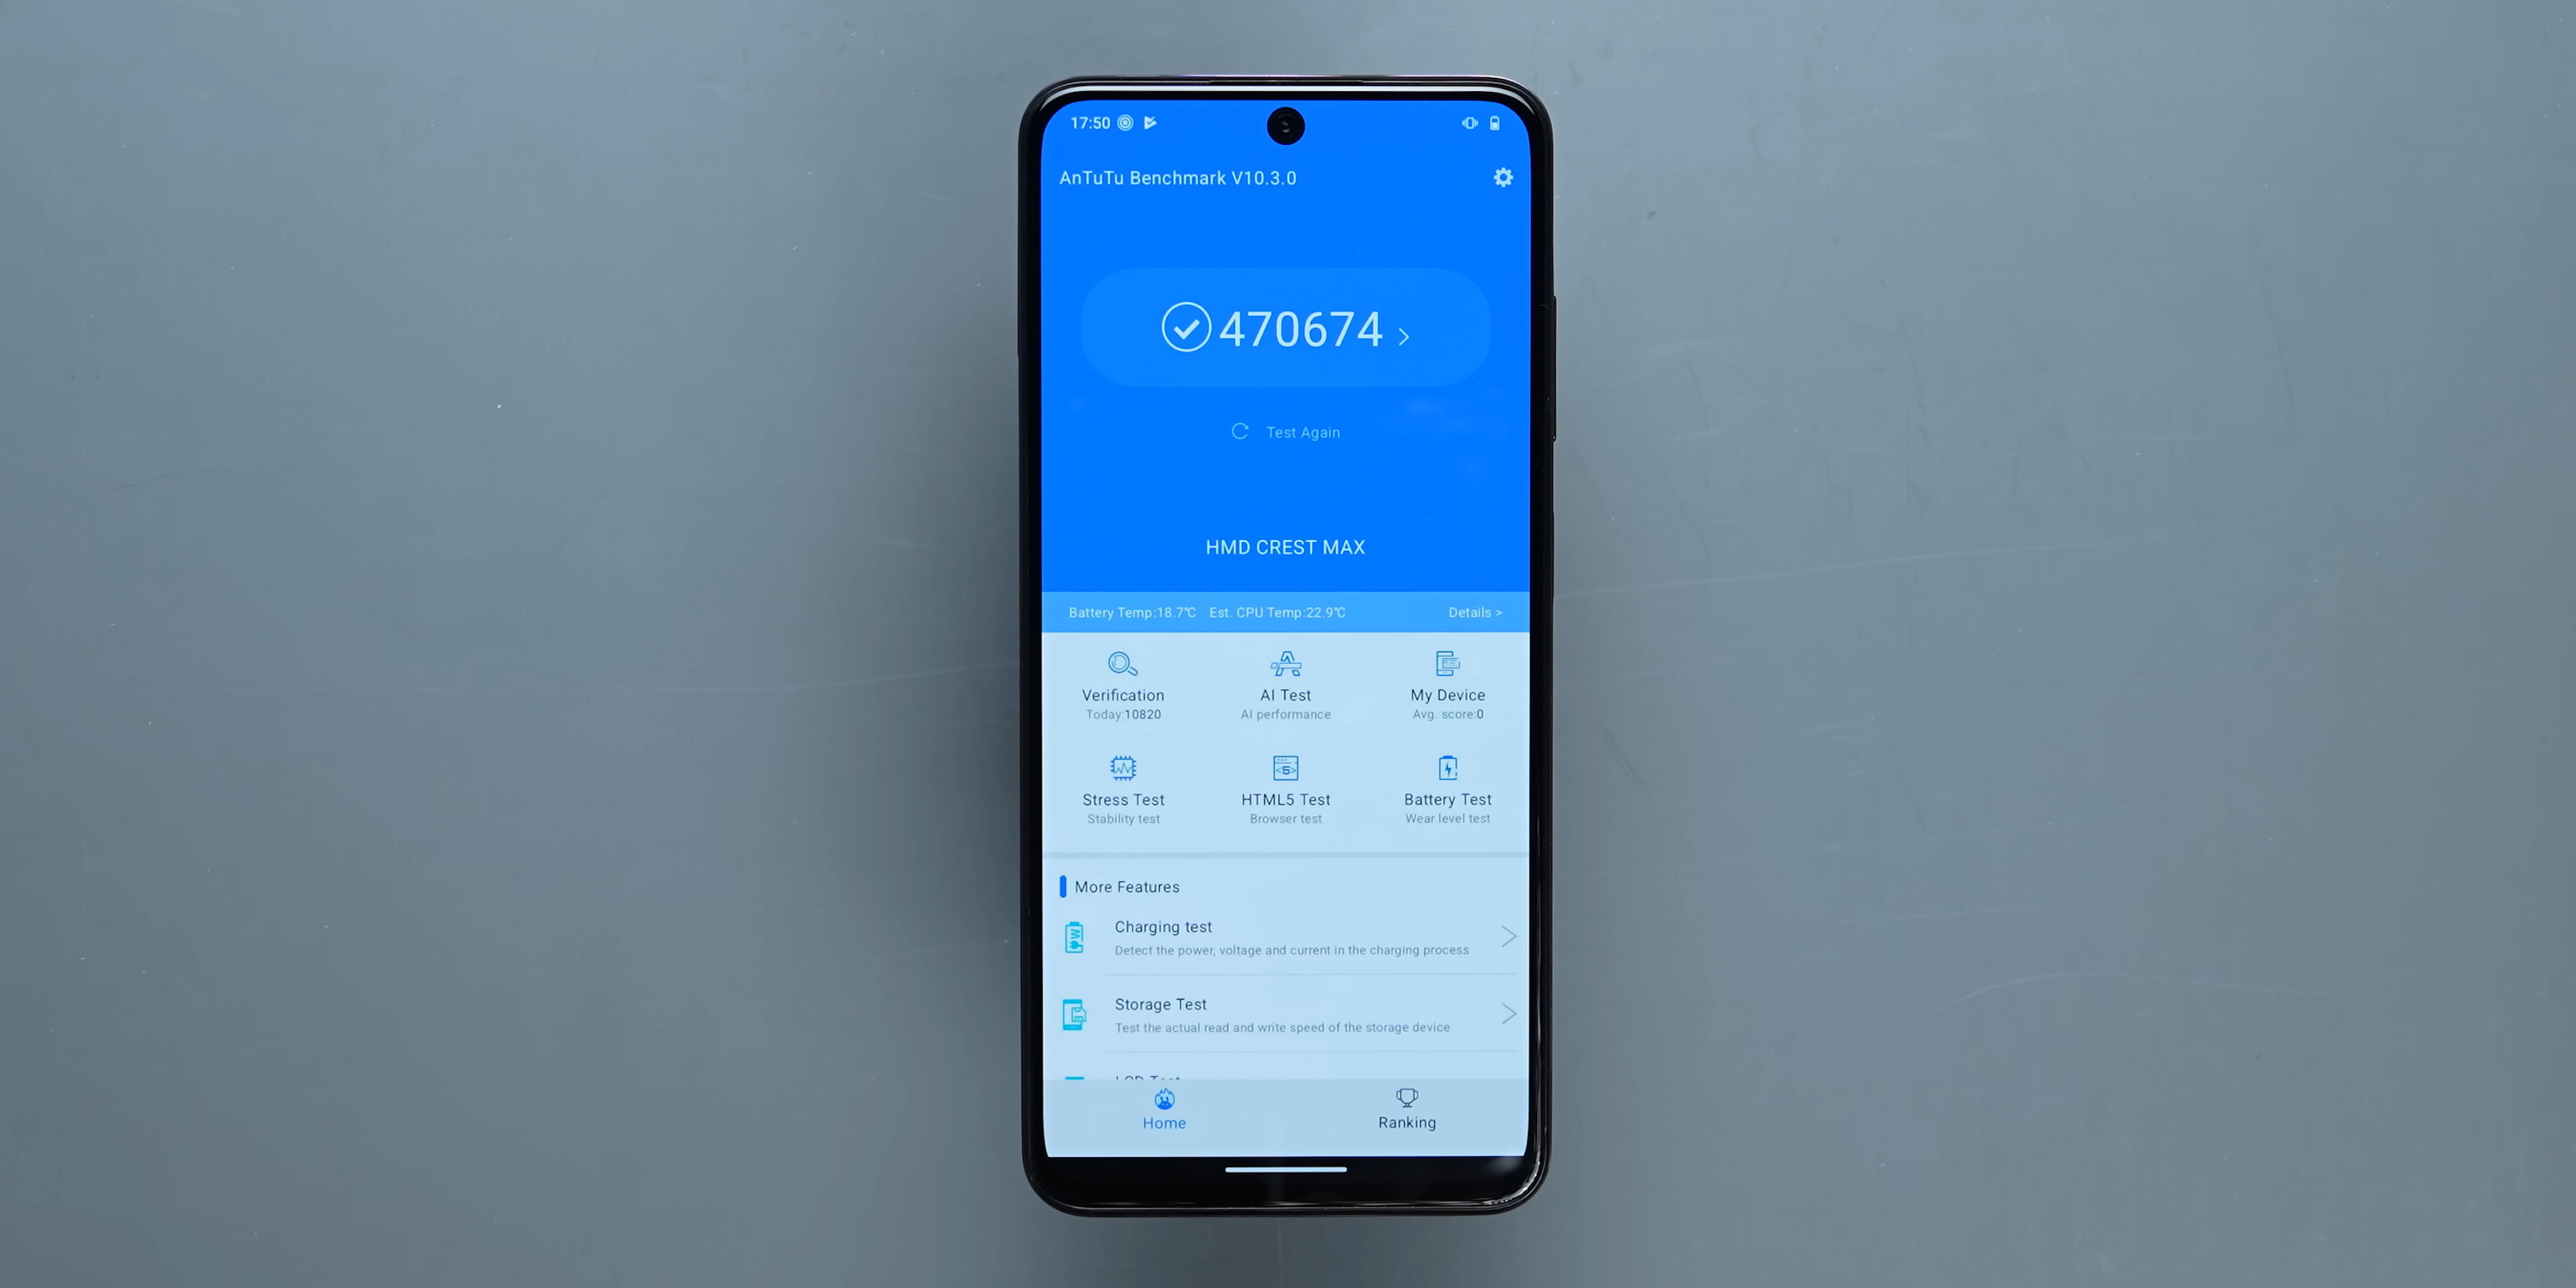 17:50
AnTuTu Benchmark V10.3.0
470674 >
Test Again
HMD CREST MAX
Battery Temp:18.7℃ Est. CPU Temp:22.9℃ Details >
Verification AI Test My Device
Today:10820 AI performance Avg. score:0
Stress Test HTML5 Test Battery Test
Stability test Browser test Wear level test
More Features
Charging test
Detect the power, voltage and current in the charging process
Storage Test
Test the actual read and write speed of the storage device
Home Ranking